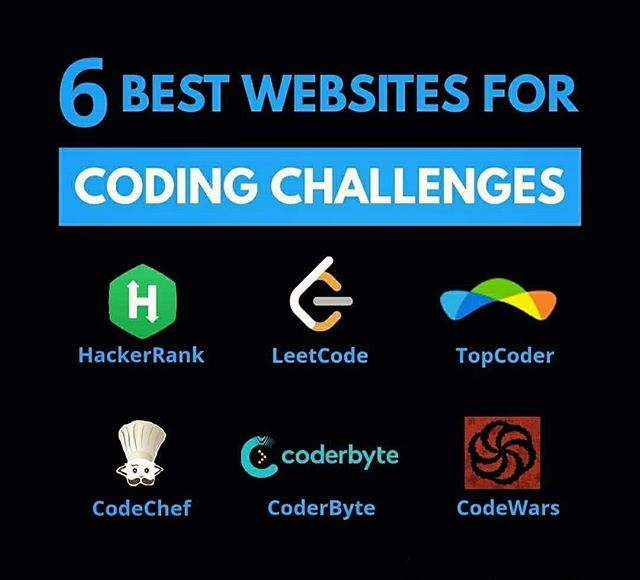 6 BEST WEBSITES FOR
CODING CHALLENGES
H
HackerRank
LeetCode
TopCoder
coderbyte
CodeChef
CoderByte
CodeWars